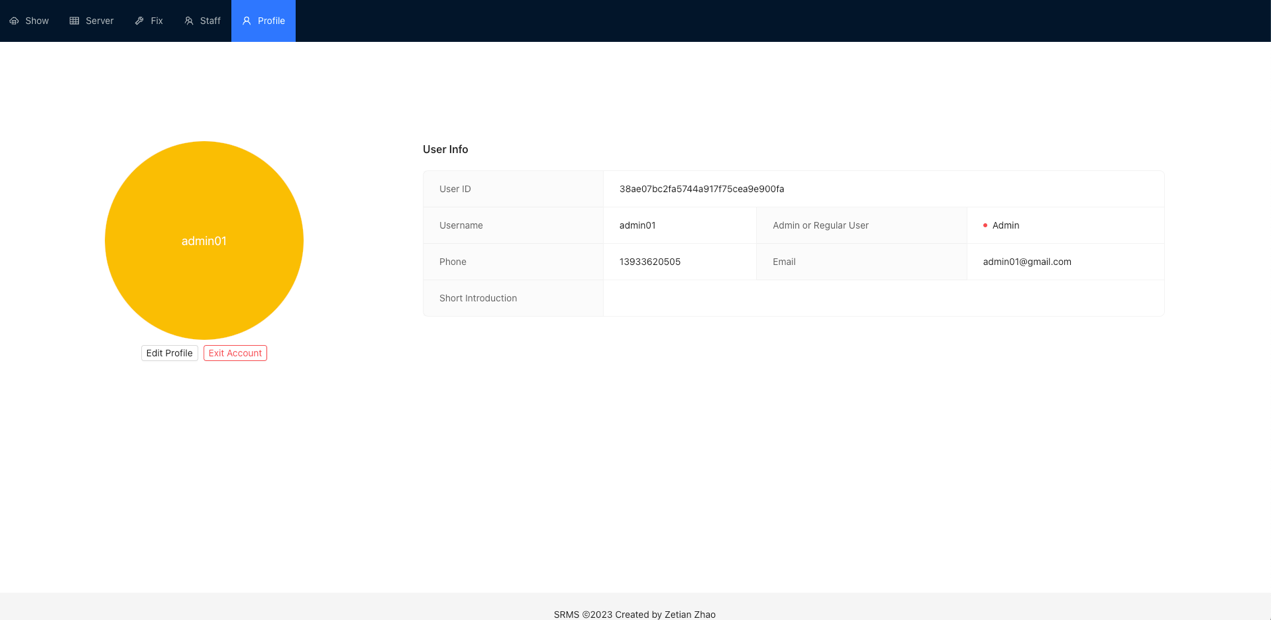 Show Server Fix Staff Profile
User Info
User ID 38ae07bc2fa5744a917f75cea9e900fa
Username admin01 Admin or Regular User Admin
Phone 13933620505 Email admin01@gmail.com
Short Introduction
admin01
Edit Profile Exit Account
SRMS ©2023 Created by Zetian Zhao